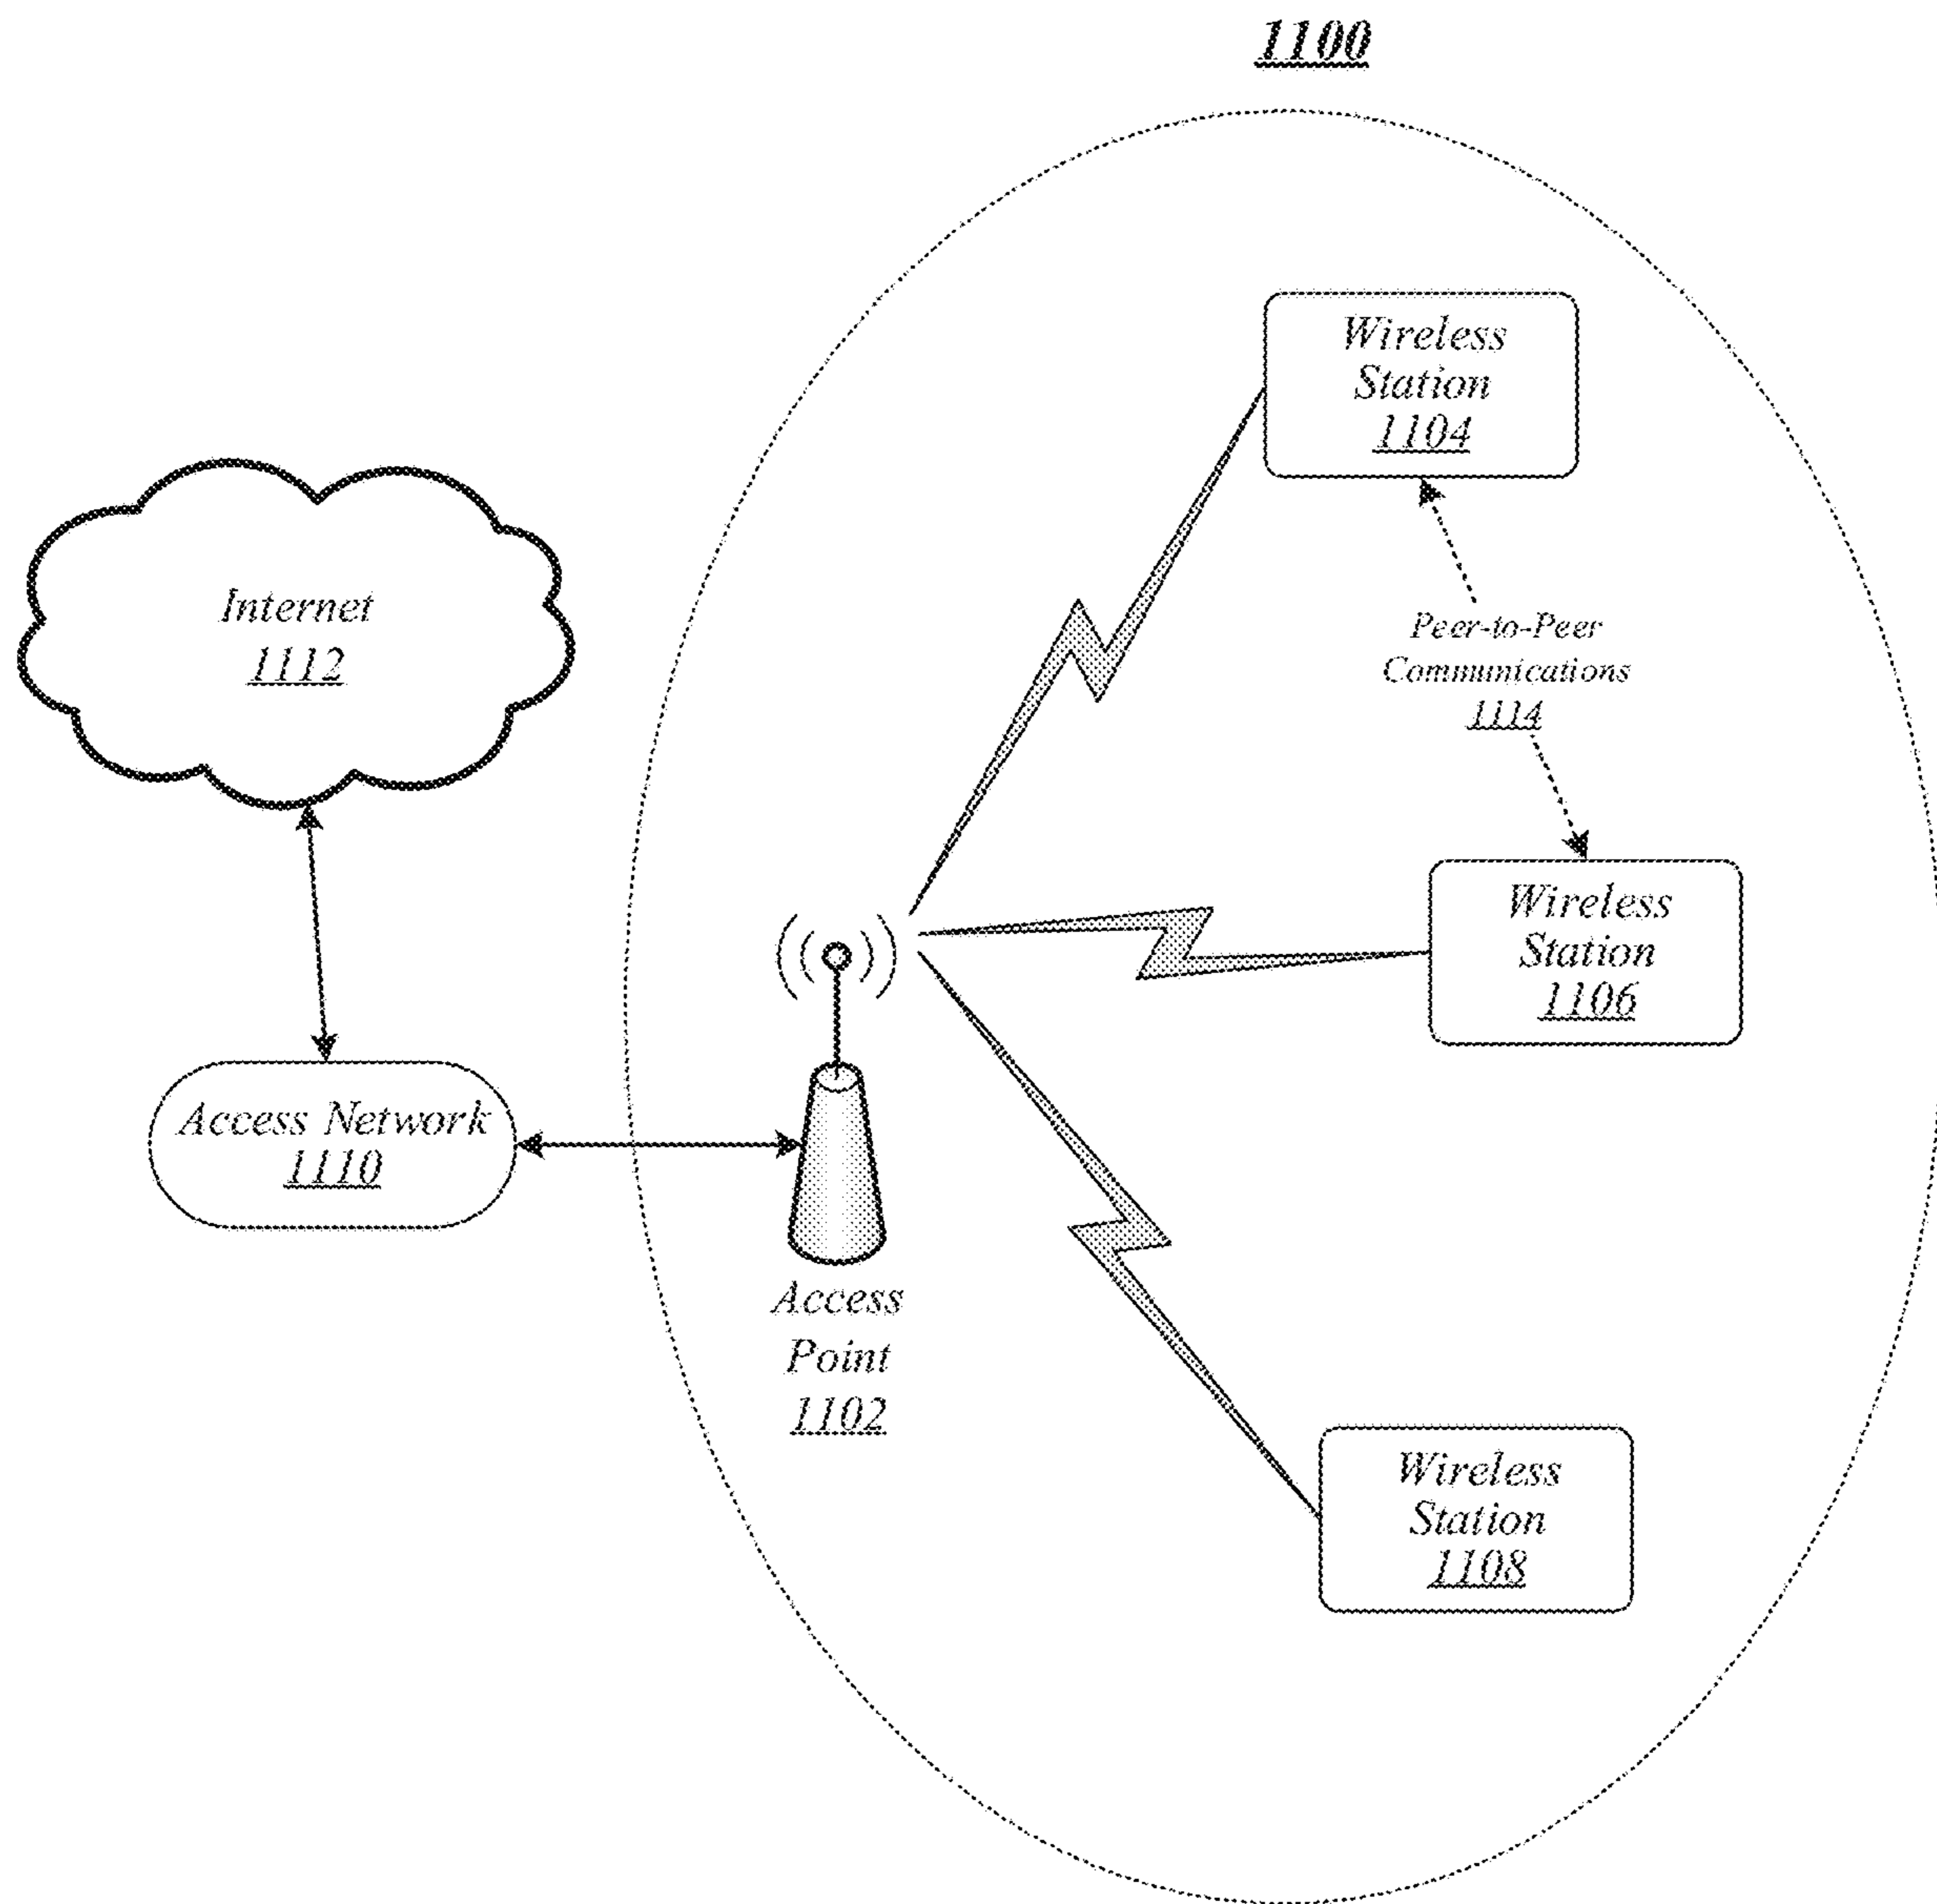 1100
Wireless
Station
1104
Internet
1112
Peer-to-Peer
Communications
1114
Wireless
Station
1106
Access Network
1110
Access
Point
1102
Wireless
Station
1108